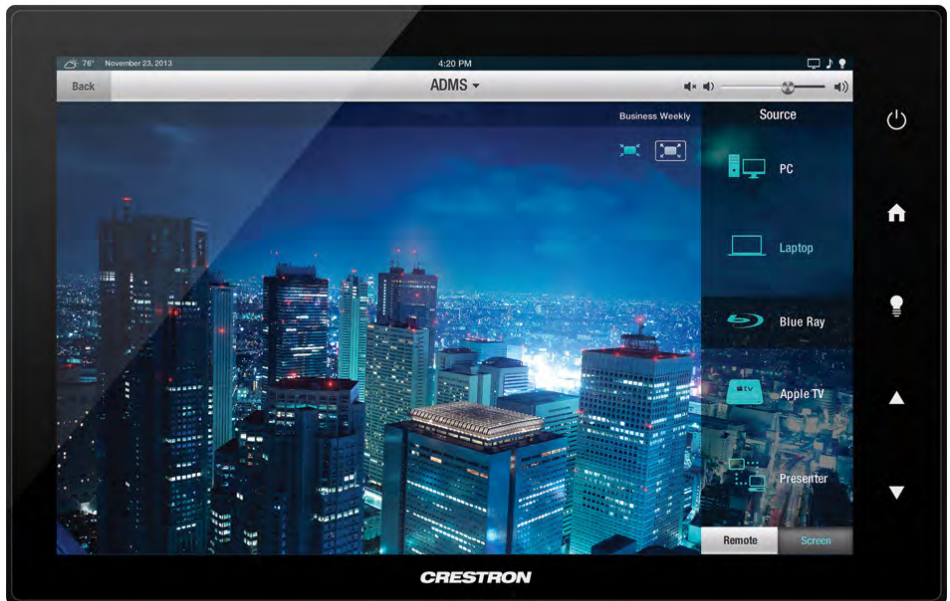 76° November 23, 2013 4:20 PM
Back ADMS
Business Weekly
Source
PC
Laptop
Blue Ray
tv Apple TV
Presenter
Remote Screen
CRESTRON